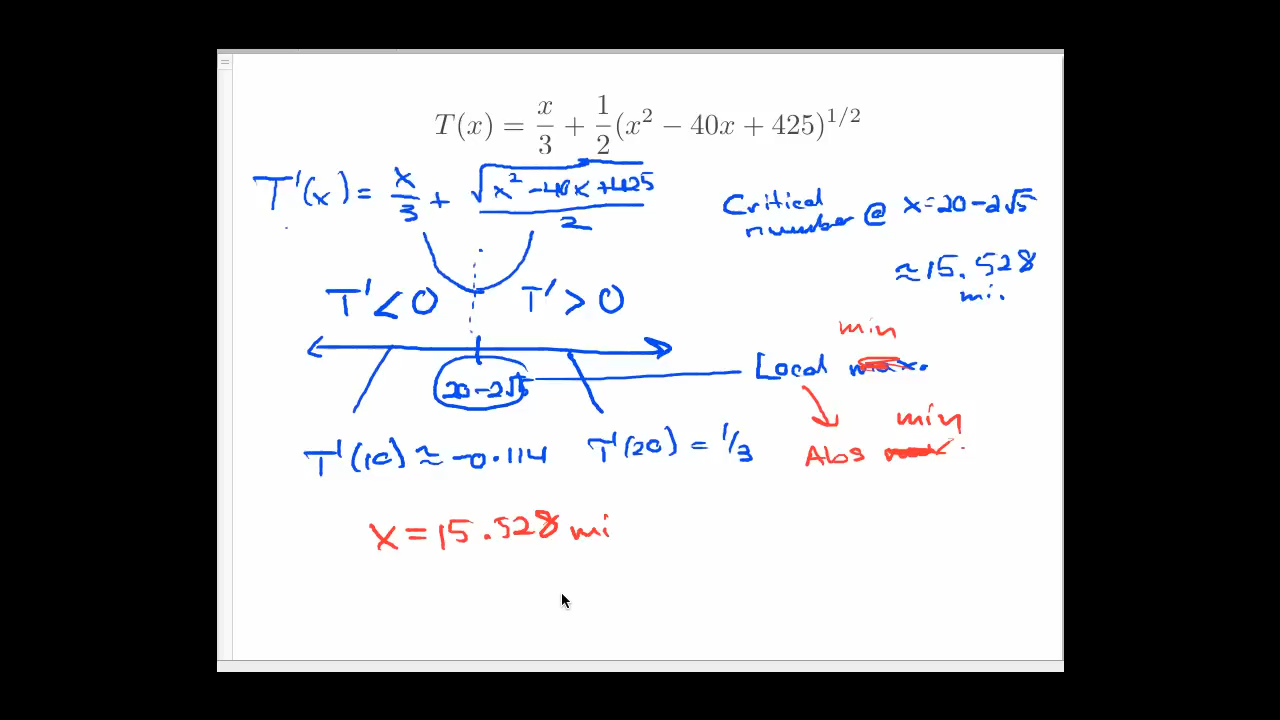 T(x) = x/3 + 1/2(x² − 40x + 425)^{1/2}
T'(x) = x/3 + √(x² − 40x + 425)/2
Critical
number @ x=20−2√5
≈15.528
mi.
T'<0 T'>0
min
Local max.
20−2√5
min
Abs max
T'(10) ≈ −0.114 T'(20) = 1/3
x = 15.528 mi